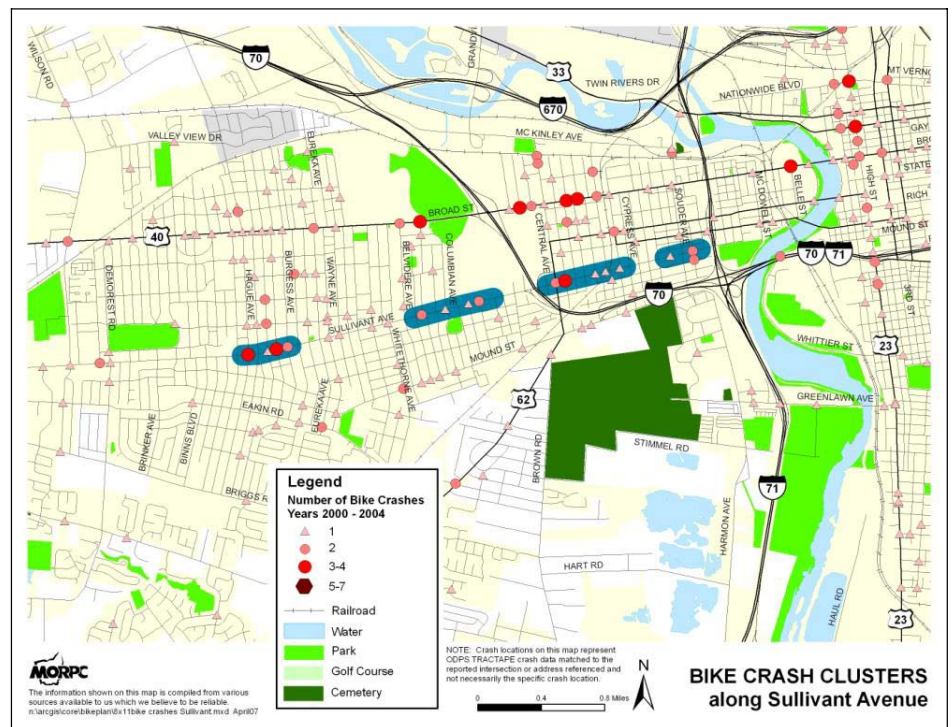 WILSON RD
70
GRAND
33
TWIN RIVERS DR
MT VERNO
NATIONWIDE BLVD
670
VALLEY VIEW DR
EUREKA AVE
MC KINLEY AVE
GAY
BRO
STATE
HIGH ST
RICH
BELLE ST
MC DOWELL ST
SOUDER AVE
CYPRESS AVE
CENTRAL AVE
BROAD ST
40
MOUND ST
70
71
DEMOREST RD
HAGUE AVE
BURGESS AVE
WAYNE AVE
BELVIDERE AVE
COLUMBIAN AVE
70
3RD ST
SULLIVANT AVE
WHITETHORNE AVE
MOUND ST
WHITTIER ST
23
62
GREENLAWN AVE
EAKIN RD
EUREKA AVE
BRINKER AVE
BINNS BLVD
BROWN RD
STIMMEL RD
BRIGGS R
71
HARMON AVE
HART RD
HAUL RD
23
Legend
Number of Bike Crashes
Years 2000 - 2004
1
2
3-4
5-7
Railroad
Water
Park
Golf Course
Cemetery
MORPC
The information shown on this map is compiled from various
sources available to us which we believe to be reliable.
n:\arcgis\core\bikeplan\8x11bike crashes Sullivant.mxd April07
NOTE: Crash locations on this map represent
ODPS TRACTAPE crash data matched to the
reported intersection or address referenced and
not necessarily the specific crash location.
N
0 0.4 0.8 Miles
BIKE CRASH CLUSTERS
along Sullivant Avenue